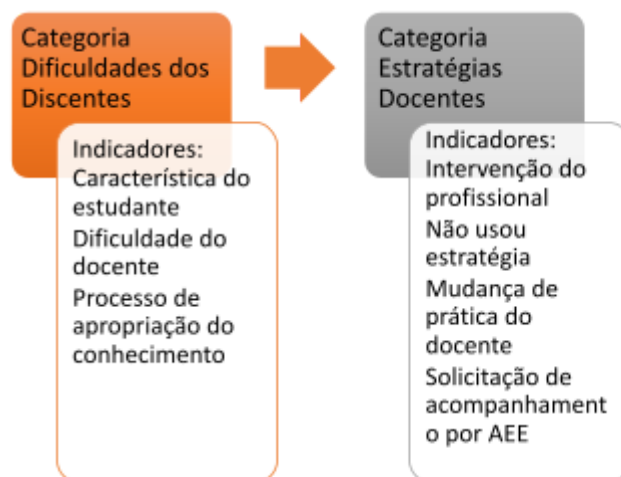 Categoria
Dificuldades dos
Discentes
Indicadores:
Característica do
estudante
Dificuldade do
docente
Processo de
apropriação do
conhecimento
Categoria
Estratégias
Docentes
Indicadores:
Intervenção do
profissional
Não usou
estratégia
Mudança de
prática do
docente
Solicitação de
acompanhament
o por AEE